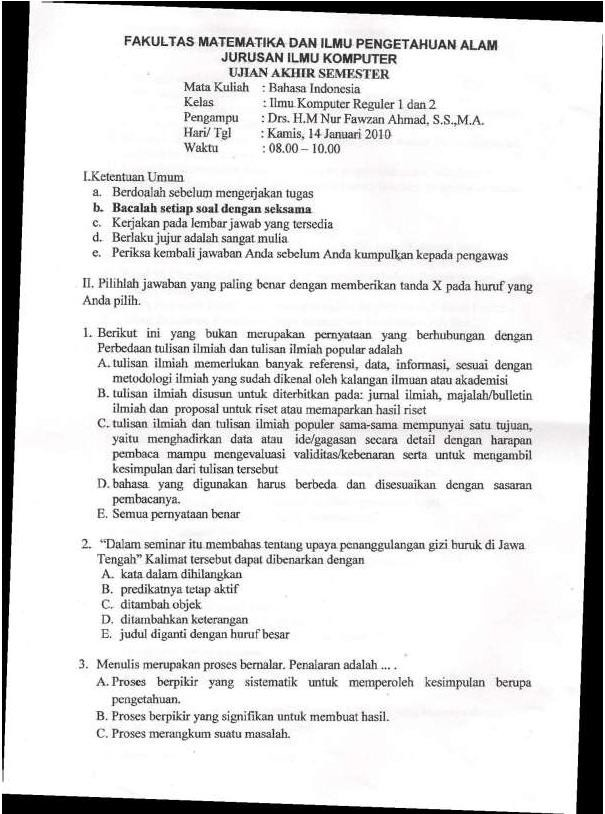 FAKULTAS MATEMATIKA DAN ILMU PENGETAHUAN ALAM
JURUSAN ILMU KOMPUTER
UJIAN AKHIR SEMESTER
Mata Kuliah : Bahasa Indonesia
Kelas : Ilmu Komputer Reguler 1 dan 2
Pengampu : Drs. H.M Nur Fawzan Ahmad, S.S.,M.A.
Hari/ Tgl : Kamis, 14 Januari 2010
Waktu : 08.00 – 10.00
I.Ketentuan Umum
a. Berdoalah sebelum mengerjakan tugas
b. Bacalah setiap soal dengan seksama
c. Kerjakan pada lembar jawab yang tersedia
d. Berlaku jujur adalah sangat mulia
e. Periksa kembali jawaban Anda sebelum Anda kumpulkan kepada pengawas
II. Pilihlah jawaban yang paling benar dengan memberikan tanda X pada huruf yang
Anda pilih.
1. Berikut ini yang bukan merupakan pernyataan yang berhubungan dengan
Perbedaan tulisan ilmiah dan tulisan ilmiah popular adalah
A. tulisan ilmiah memerlukan banyak referensi, data, informasi, sesuai dengan
metodologi ilmiah yang sudah dikenal oleh kalangan ilmuan atau akademisi
B. tulisan ilmiah disusun untuk diterbitkan pada: jurnal ilmiah, majalah/bulletin
ilmiah dan proposal untuk riset atau memaparkan hasil riset
C. tulisan ilmiah dan tulisan ilmiah populer sama-sama mempunyai satu tujuan,
yaitu menghadirkan data atau ide/gagasan secara detail dengan harapan
pembaca mampu mengevaluasi validitas/kebenaran serta untuk mengambil
kesimpulan dari tulisan tersebut
D. bahasa yang digunakan harus berbeda dan disesuaikan dengan sasaran
pembacanya.
E. Semua pernyataan benar
2. “Dalam seminar itu membahas tentang upaya penanggulangan gizi buruk di Jawa
Tengah” Kalimat tersebut dapat dibenarkan dengan
A. kata dalam dihilangkan
B. predikatnya tetap aktif
C. ditambah objek
D. ditambahkan keterangan
E. judul diganti dengan huruf besar
3. Menulis merupakan proses bernalar. Penalaran adalah ... .
A. Proses berpikir yang sistematik untuk memperoleh kesimpulan berupa
pengetahuan.
B. Proses berpikir yang signifikan untuk membuat hasil.
C. Proses merangkum suatu masalah.